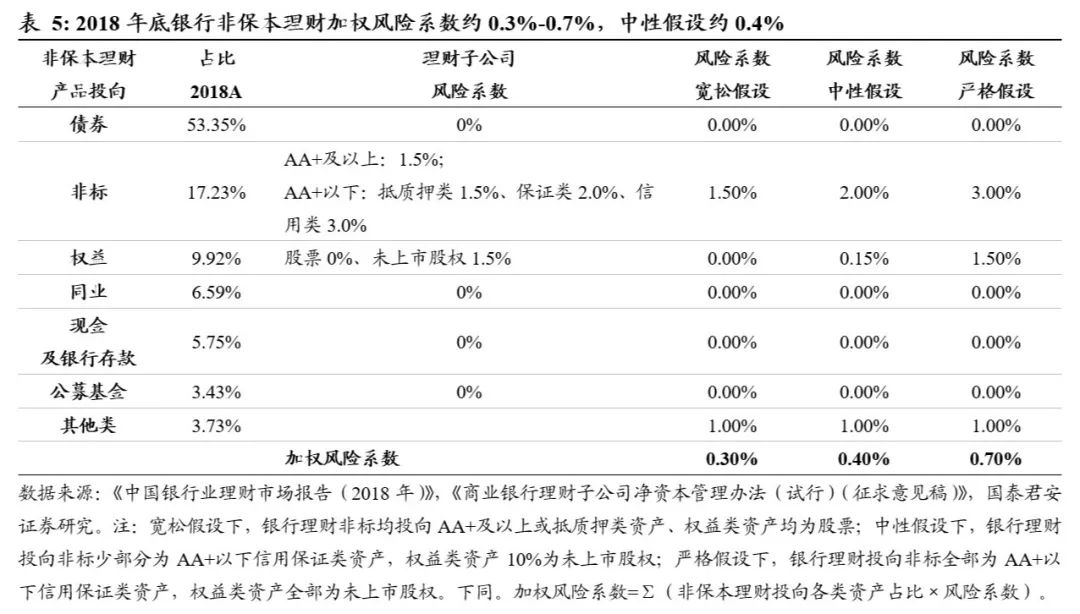 表 5: 2018 年底银行非保本理财加权风险系数约 0.3%-0.7%，中性假设约 0.4%
非保本理财 占比 理财子公司 风险系数 风险系数 风险系数
产品投向 2018A 风险系数 宽松假设 中性假设 严格假设
债券 53.35% 0% 0.00% 0.00% 0.00%
AA+及以上：1.5%;
非标 17.23% AA+以下：抵质押类 1.5%、保证类 2.0%、信 1.50% 2.00% 3.00%
用类 3.0%
权益 9.92% 股票 0%、未上市股权 1.5% 0.00% 0.15% 1.50%
同业 6.59% 0% 0.00% 0.00% 0.00%
现金
及银行存款 5.75% 0% 0.00% 0.00% 0.00%
公募基金 3.43% 0% 0.00% 0.00% 0.00%
其他类 3.73% 1.00% 1.00% 1.00%
加权风险系数 0.30% 0.40% 0.70%
数据来源：《中国银行业理财市场报告（2018 年）》，《商业银行理财子公司净资本管理办法（试行）（征求意见稿）》，国泰君安
证券研究。注：宽松假设下，银行理财非标均投向 AA+及以上或抵质押类资产、权益类资产均为股票；中性假设下，银行理财
投向非标少部分为 AA+以下信用保证类资产，权益类资产 10%为未上市股权；严格假设下，银行理财投向非标全部为 AA+以
下信用保证类资产，权益类资产全部为未上市股权。下同。加权风险系数=∑（非保本理财投向各类资产占比×风险系数）。